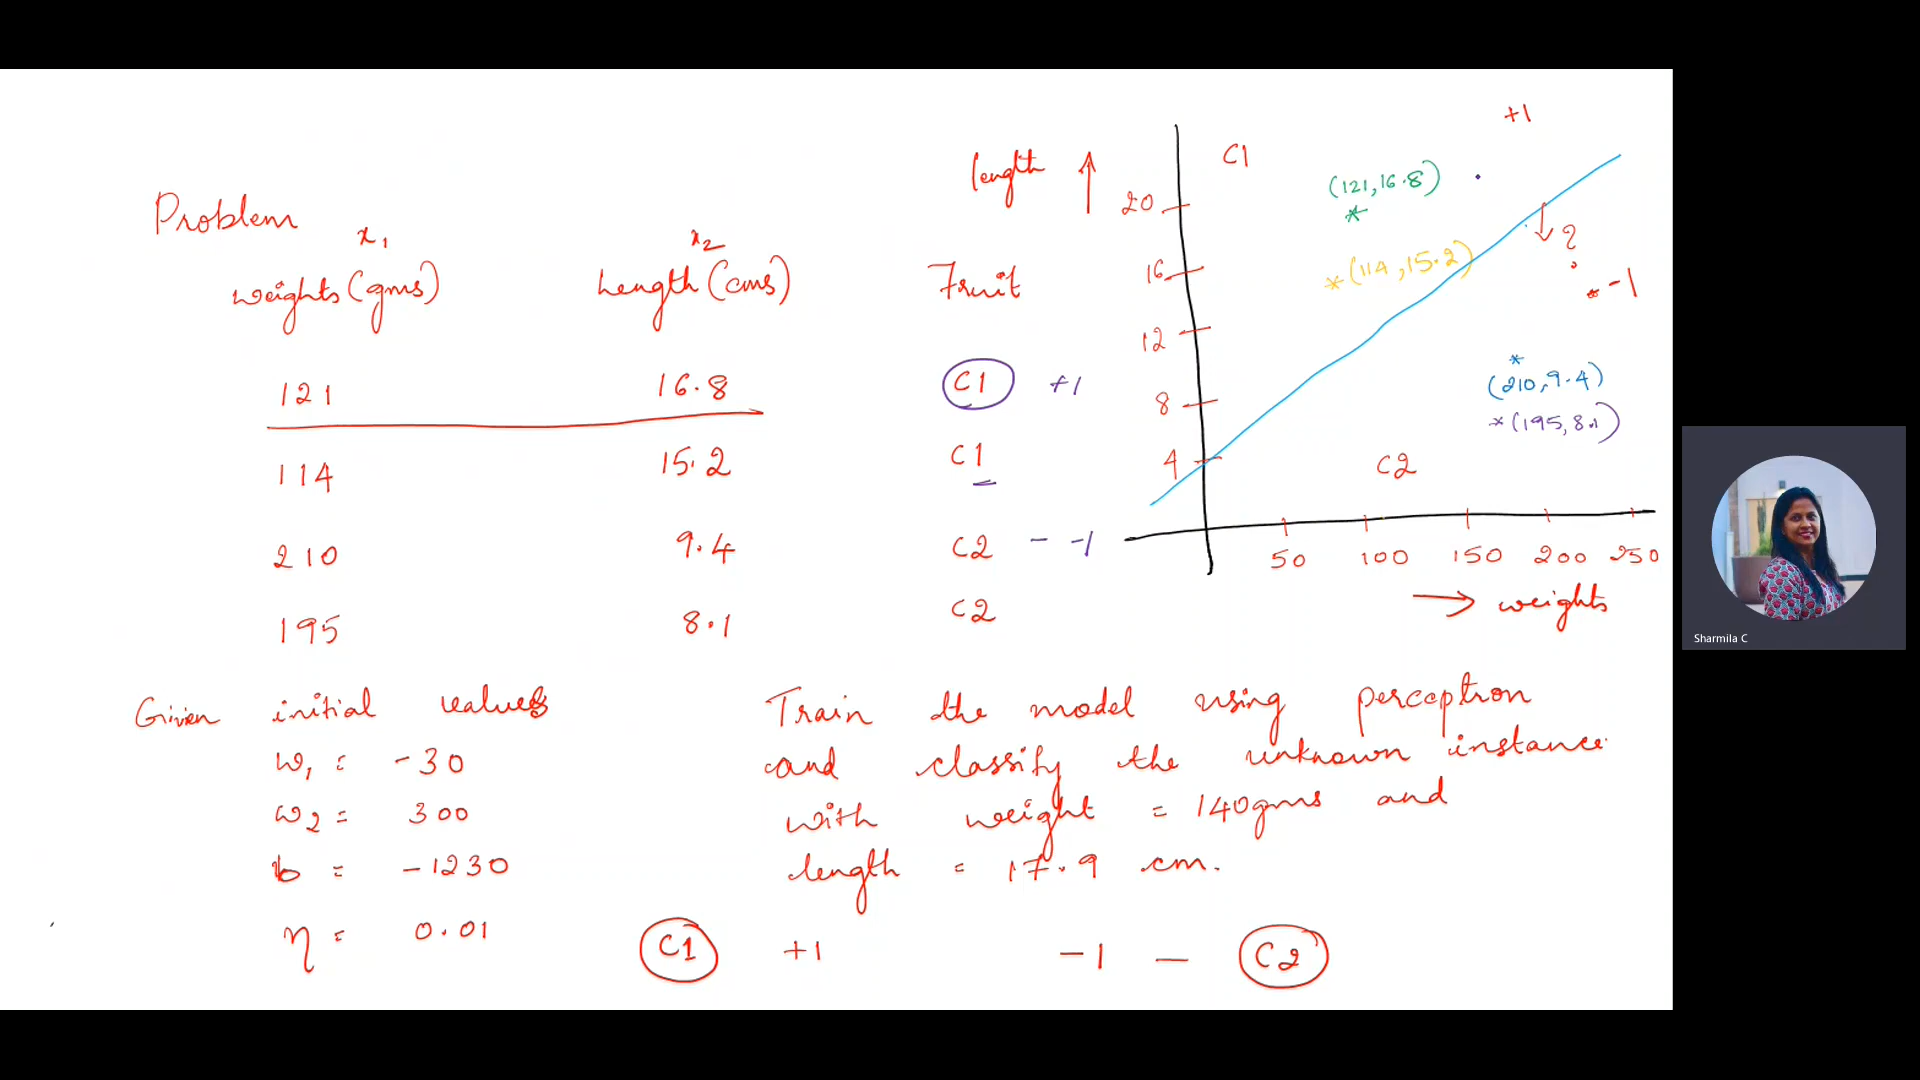 Problem
x1 x2
weights (gms) Length (cms) Fruit
121 16.8 C1 +1
114 15.2 C1
210 9.4 C2 - -1
195 8.1 C2
length ↑
20
16
12
8
4
C1
+1
(121, 16.8)
*
* (114, 15.2)
?
* -1
*
(210, 9.4)
* (195, 8.1)
C2
50 100 150 200 250
→ weights
Given initial values
w1 = -30
w2 = 300
b = -1230
η = 0.01
Train the model using perceptron
and classify the unknown instance
with weight = 140gms and
length = 17.9 cm.
C1 +1 -1 — C2
Sharmila C